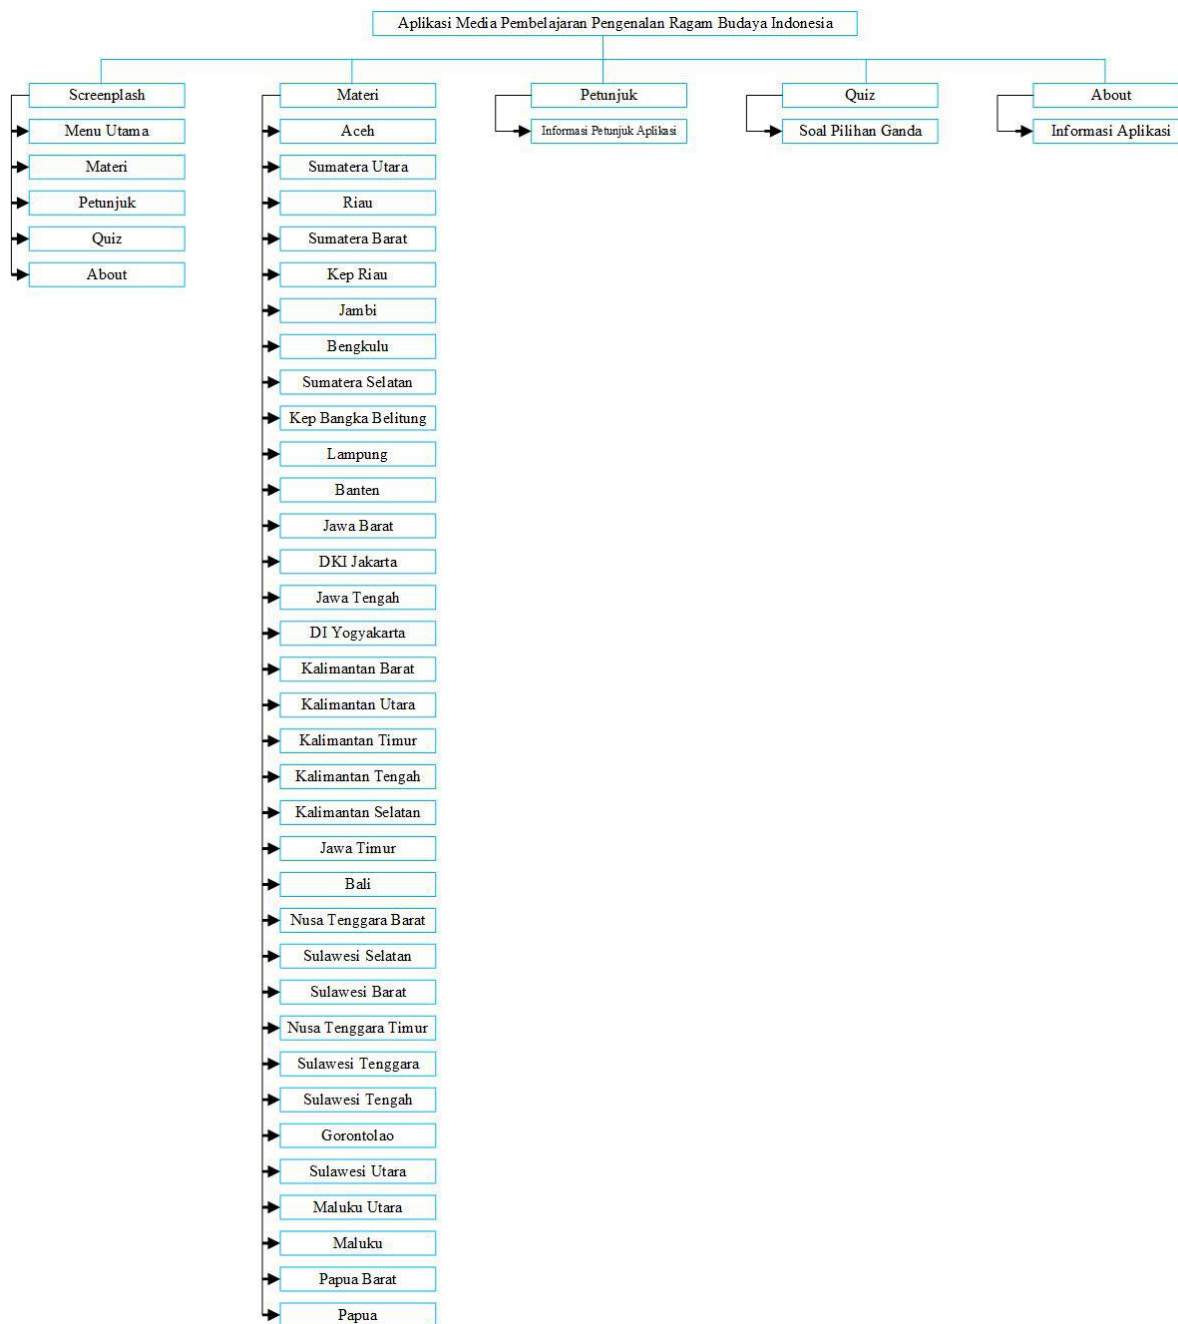 Aplikasi Media Pembelajaran Pengenalan Ragam Budaya Indonesia
Screenplash
Menu Utama
Materi
Petunjuk
Quiz
About
Materi
Aceh
Sumatera Utara
Riau
Sumatera Barat
Kep Riau
Jambi
Bengkulu
Sumatera Selatan
Kep Bangka Belitung
Lampung
Banten
Jawa Barat
DKI Jakarta
Jawa Tengah
DI Yogyakarta
Kalimantan Barat
Kalimantan Utara
Kalimantan Timur
Kalimantan Tengah
Kalimantan Selatan
Jawa Timur
Bali
Nusa Tenggara Barat
Sulawesi Selatan
Sulawesi Barat
Nusa Tenggara Timur
Sulawesi Tenggara
Sulawesi Tengah
Gorontolao
Sulawesi Utara
Maluku Utara
Maluku
Papua Barat
Papua
Petunjuk
Informasi Petunjuk Aplikasi
Quiz
Soal Pilihan Ganda
About
Informasi Aplikasi